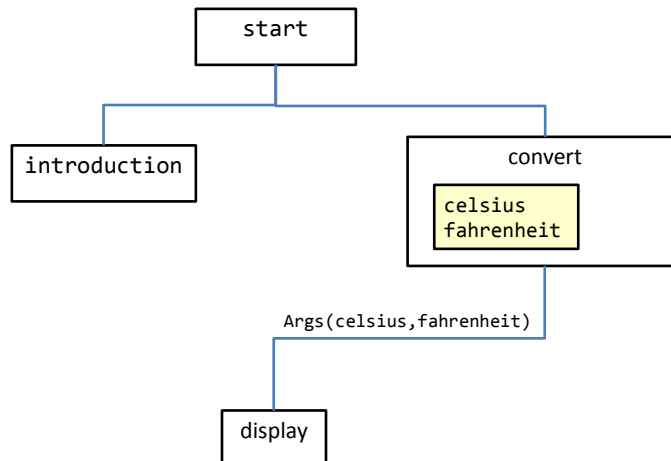 start
introduction
convert
celsius
fahrenheit
Args(celsius,fahrenheit)
display